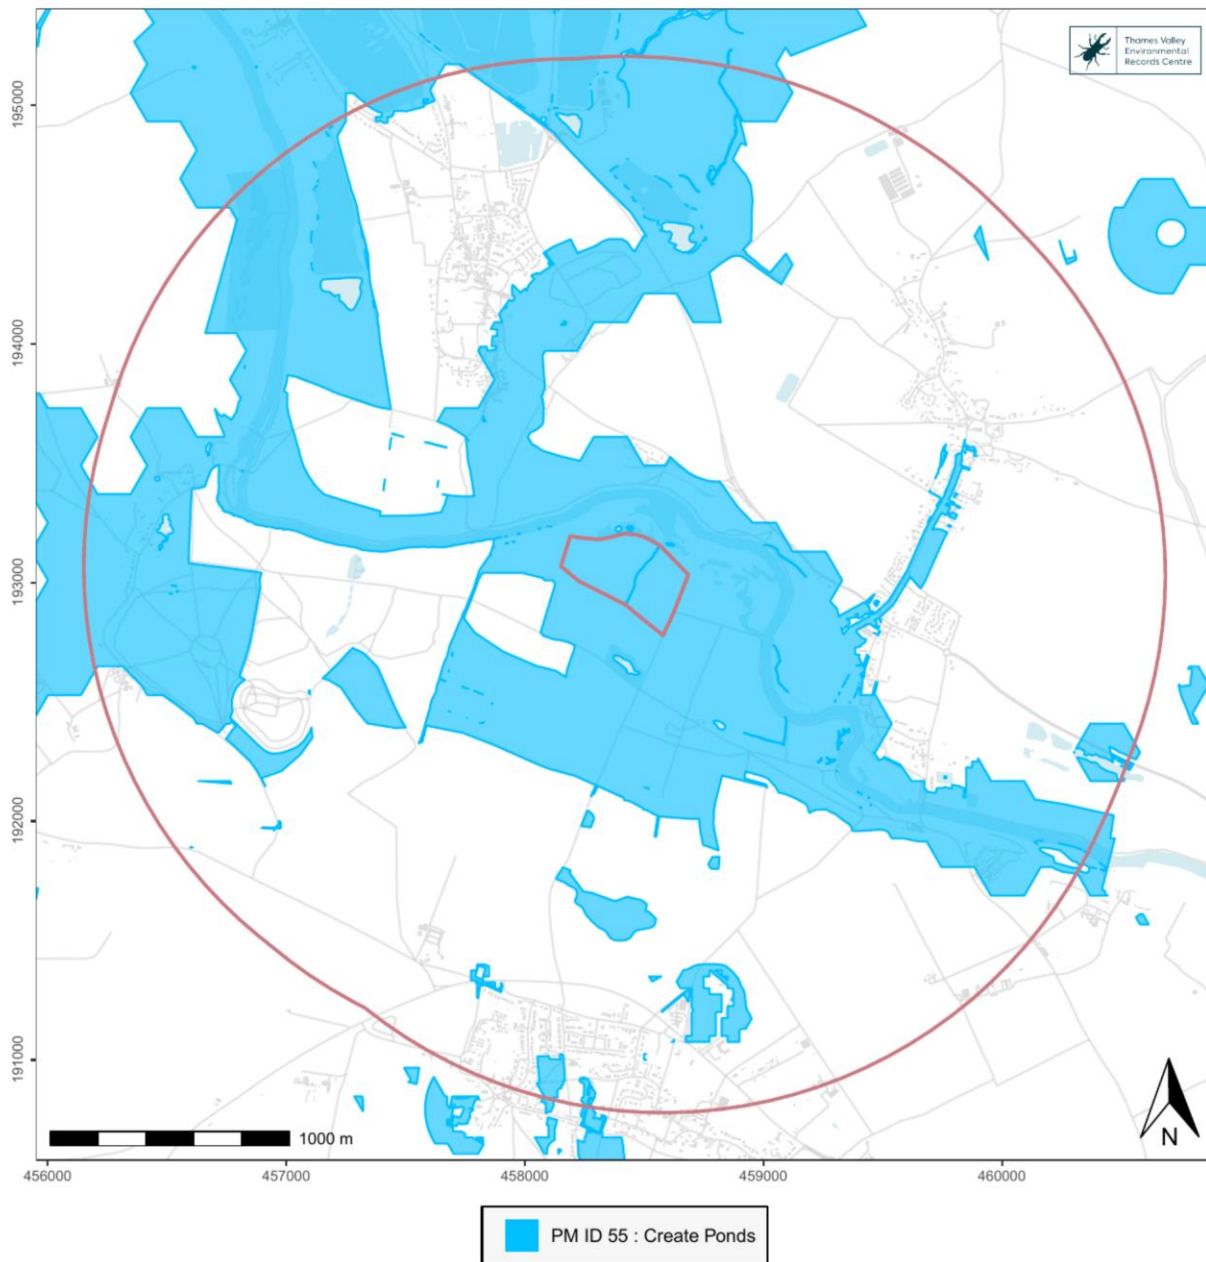 Thames Valley
Environmental
Records Centre
195000
194000
193000
192000
191000
1000 m
N
456000
457000
458000
459000
460000
PM ID 55 : Create Ponds